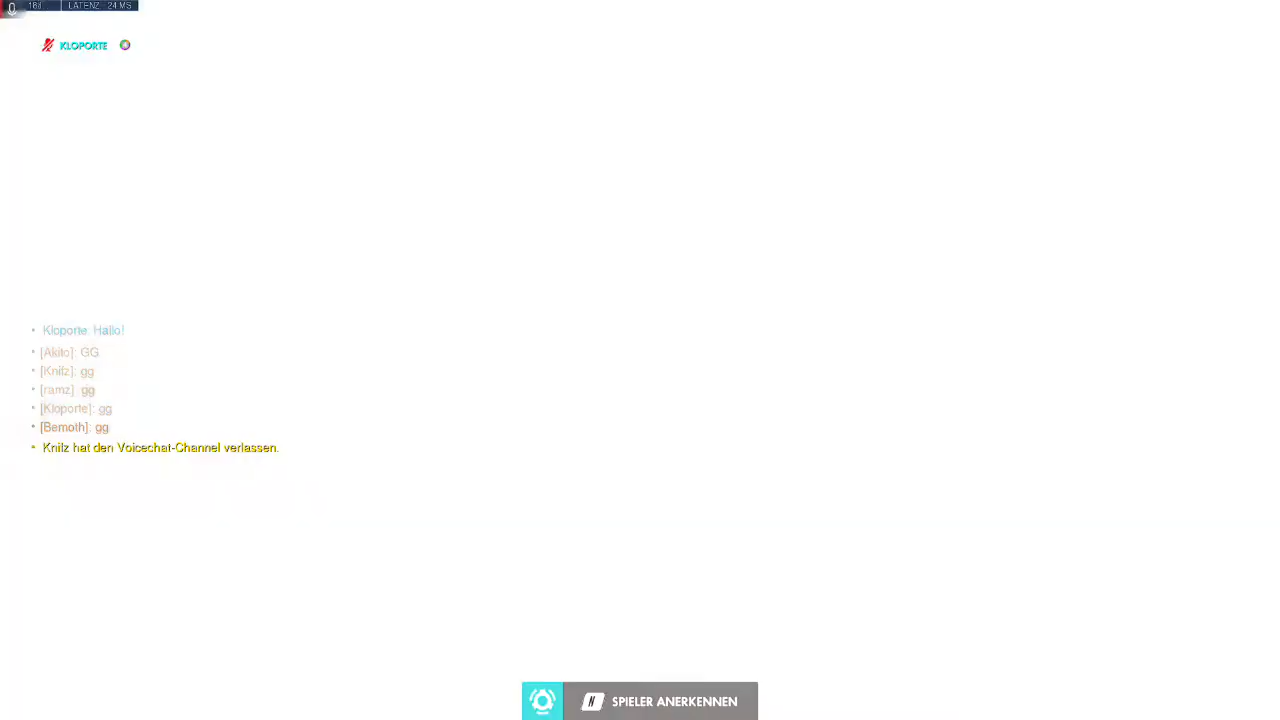 LATENZ: 24 MS
KLOPORTE
Kloporte: Hallo!
[Akito]: GG
[Knilz]: gg
[ramz]: gg
[Kloporte]: gg
[Bemoth]: gg
Knilz hat den Voicechat-Channel verlassen.
N SPIELER ANERKENNEN